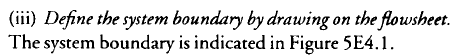 (iii) Define the system boundary by drawing on the flowsheet.
The system boundary is indicated in Figure 5E4.1.